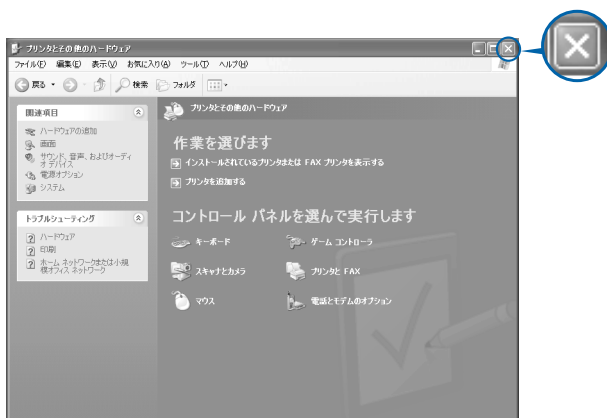 プリンタとその他のハードウェア
ファイル(F) 編集(E) 表示(V) お気に入り(A) ツール(T) ヘルプ(H)
戻る 検索 フォルダ
関連項目
ハードウェアの追加
画面
サウンド、音声、およびオーディ
オ デバイス
電源オプション
システム
トラブルシューティング
ハードウェア
印刷
ホーム ネットワークまたは小規
模オフィス ネットワーク
プリンタとその他のハードウェア
作業を選びます
インストールされているプリンタまたは FAX プリンタを表示する
プリンタを追加する
コントロール パネルを選んで実行します
キーボード
ゲーム コントローラ
スキャナとカメラ
プリンタと FAX
マウス
電話とモデムのオプション